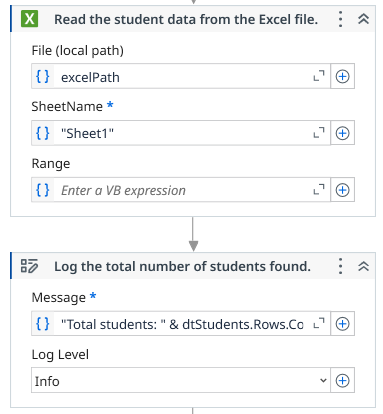 Read the student data from the Excel file.
File (local path)
excelPath
SheetName *
"Sheet1"
Range
Enter a VB expression
Log the total number of students found.
Message *
"Total students: " & dtStudents.Rows.Co
Log Level
Info